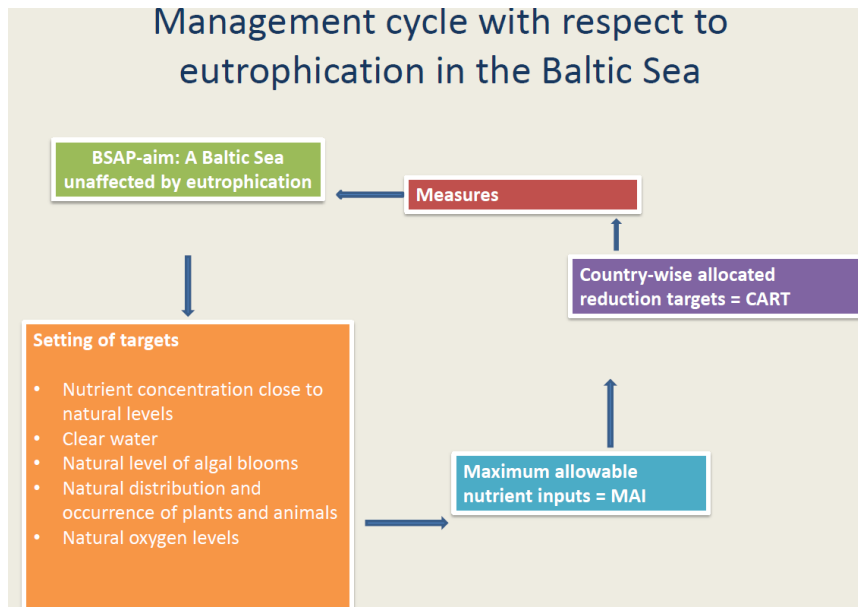 Management cycle with respect to
eutrophication in the Baltic Sea
BSAP-aim: A Baltic Sea
unaffected by eutrophication
Measures
Country-wise allocated
reduction targets = CART
Setting of targets
• Nutrient concentration close to
natural levels
• Clear water
• Natural level of algal blooms
• Natural distribution and
occurrence of plants and animals
• Natural oxygen levels
Maximum allowable
nutrient inputs = MAI